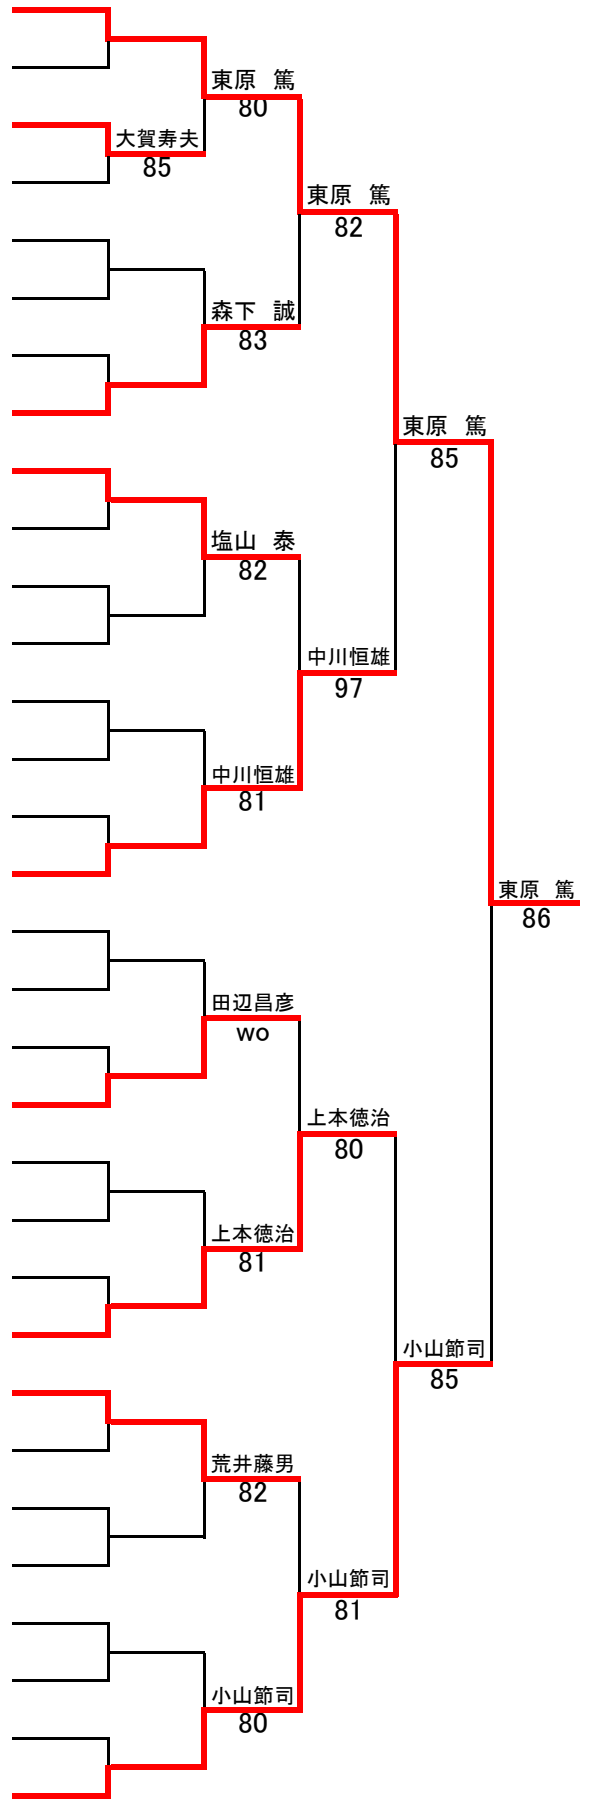 東原　篤
80
大賀寿夫
85
東原　篤
82
森下　誠
83
東原　篤
85
塩山　泰
82
中川恒雄
97
中川恒雄
81
東原　篤
86
田辺昌彦
wo
上本徳治
80
上本徳治
81
小山節司
85
荒井藤男
82
小山節司
81
小山節司
80